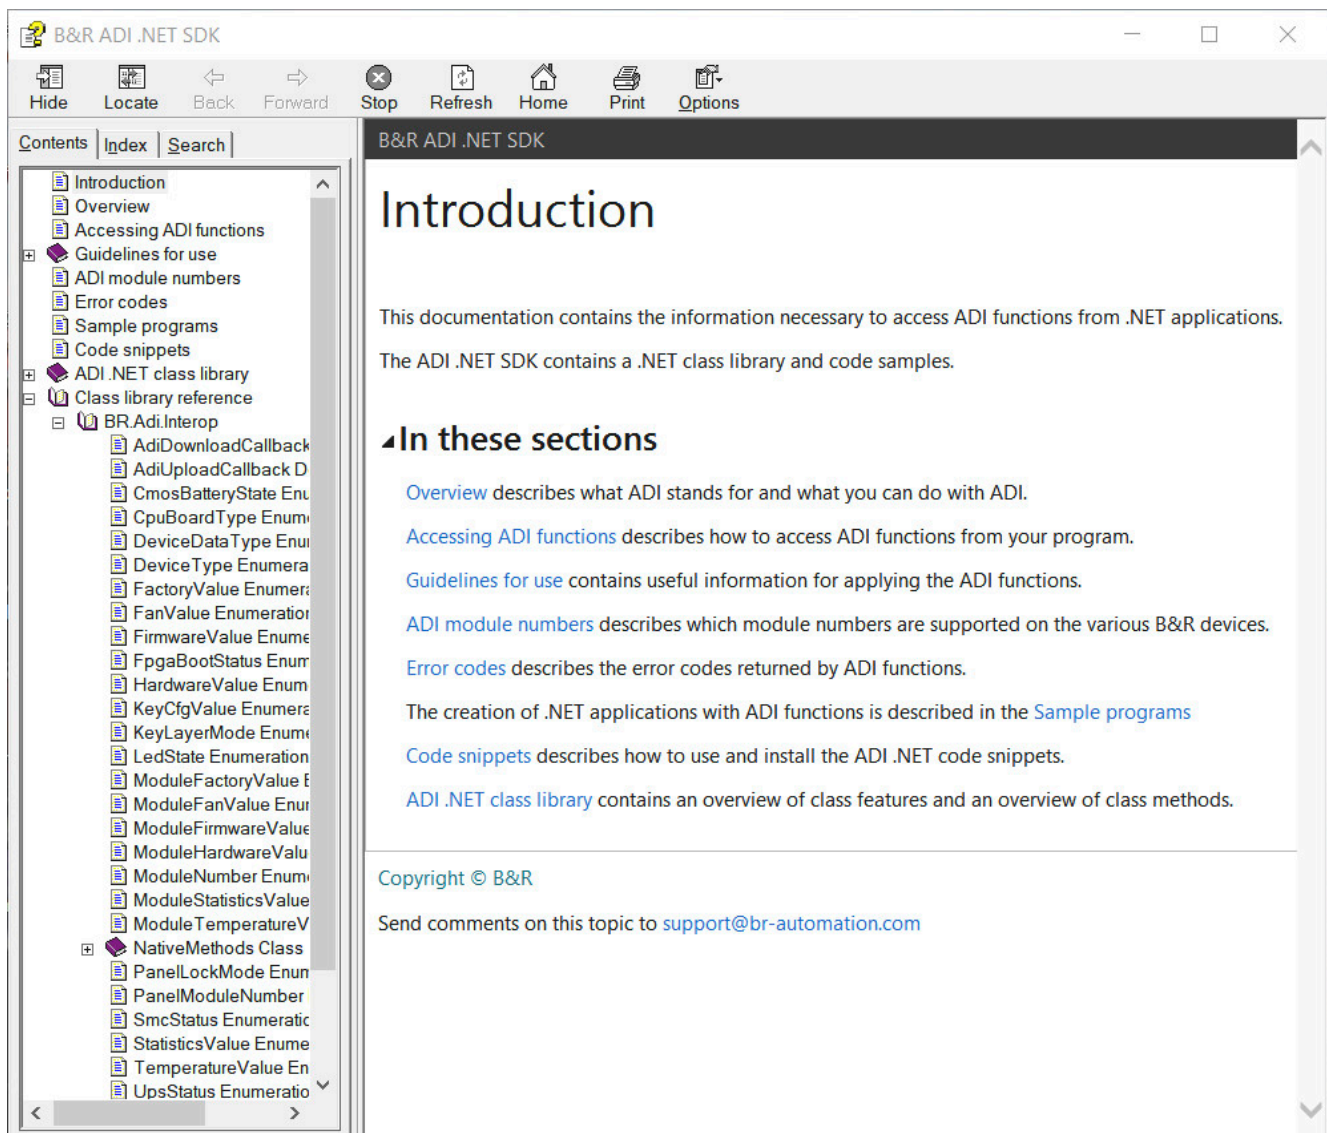 B&R ADI .NET SDK
Hide Locate Back Forward Stop Refresh Home Print Options
Contents Index Search
Introduction
Overview
Accessing ADI functions
Guidelines for use
ADI module numbers
Error codes
Sample programs
Code snippets
ADI .NET class library
Class library reference
BR.Adi.Interop
AdiDownloadCallback
AdiUploadCallback D
CmosBatteryState Enu
CpuBoardType Enum
DeviceDataType Enu
DeviceType Enumera
FactoryValue Enumer
FanValue Enumeration
FirmwareValue Enume
FpgaBootStatus Enum
HardwareValue Enum
KeyCfgValue Enumera
KeyLayerMode Enum
LedState Enumeration
ModuleFactoryValue E
ModuleFanValue Enu
ModuleFirmwareValue
ModuleHardwareValu
ModuleNumber Enum
ModuleStatisticsValue
ModuleTemperatureV
NativeMethods Class
PanelLockMode Enum
PanelModuleNumber
SmcStatus Enumeratio
StatisticsValue Enume
TemperatureValue En
UpsStatus Enumeratio
B&R ADI .NET SDK
Introduction
This documentation contains the information necessary to access ADI functions from .NET applications.
The ADI .NET SDK contains a .NET class library and code samples.
In these sections
Overview describes what ADI stands for and what you can do with ADI.
Accessing ADI functions describes how to access ADI functions from your program.
Guidelines for use contains useful information for applying the ADI functions.
ADI module numbers describes which module numbers are supported on the various B&R devices.
Error codes describes the error codes returned by ADI functions.
The creation of .NET applications with ADI functions is described in the Sample programs
Code snippets describes how to use and install the ADI .NET code snippets.
ADI .NET class library contains an overview of class features and an overview of class methods.
Copyright © B&R
Send comments on this topic to support@br-automation.com